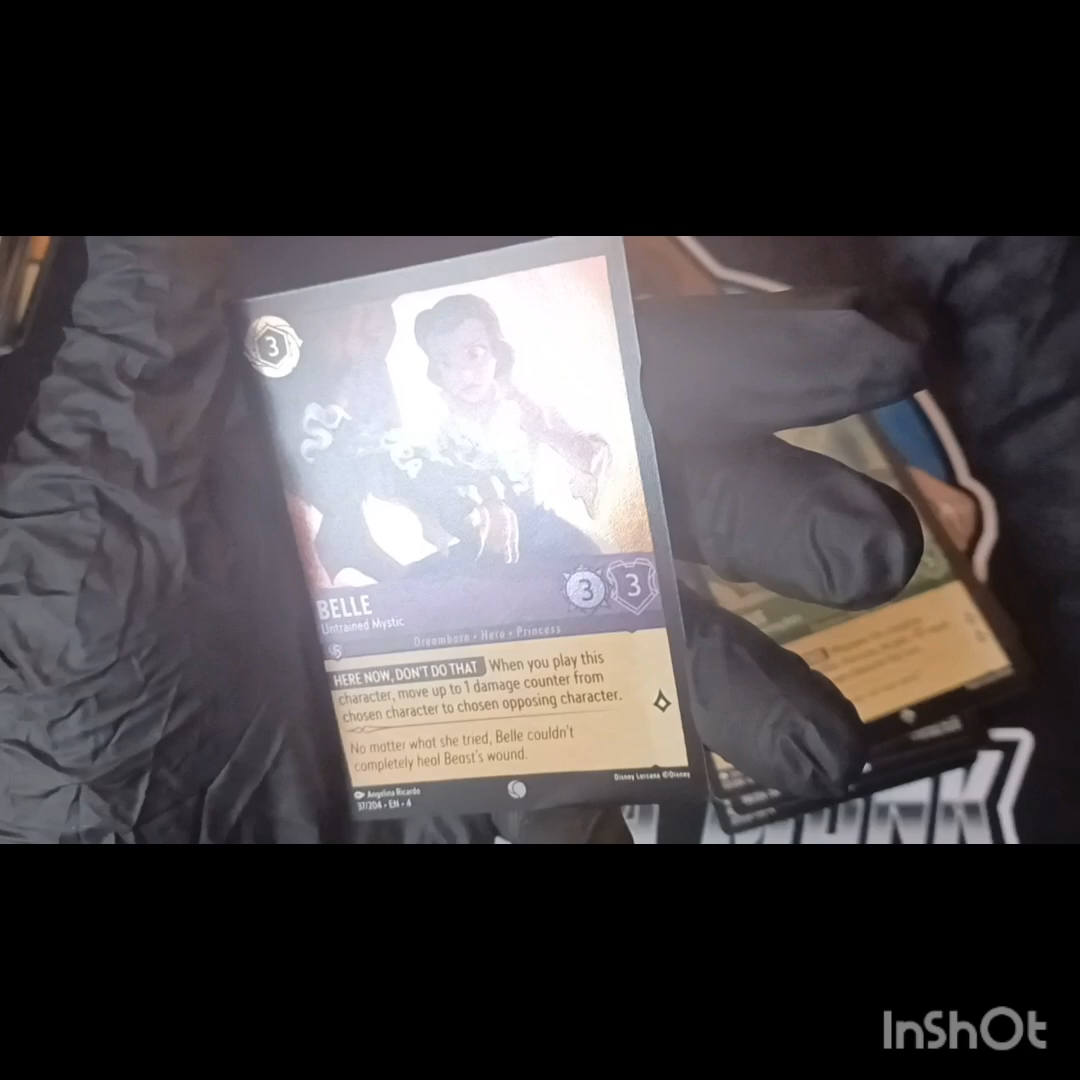 3
BELLE
Untrained Mystic
3 3
Dreamborn • Hero • Princess
HERE NOW, DON'T DO THAT When you play this
character, move up to 1 damage counter from
chosen character to chosen opposing character.
No matter what she tried, Belle couldn't
completely heal Beast's wound.
Angelina Ricardo
37/204 • EN • 4
Disney Lorcana ©Disney
InShOt